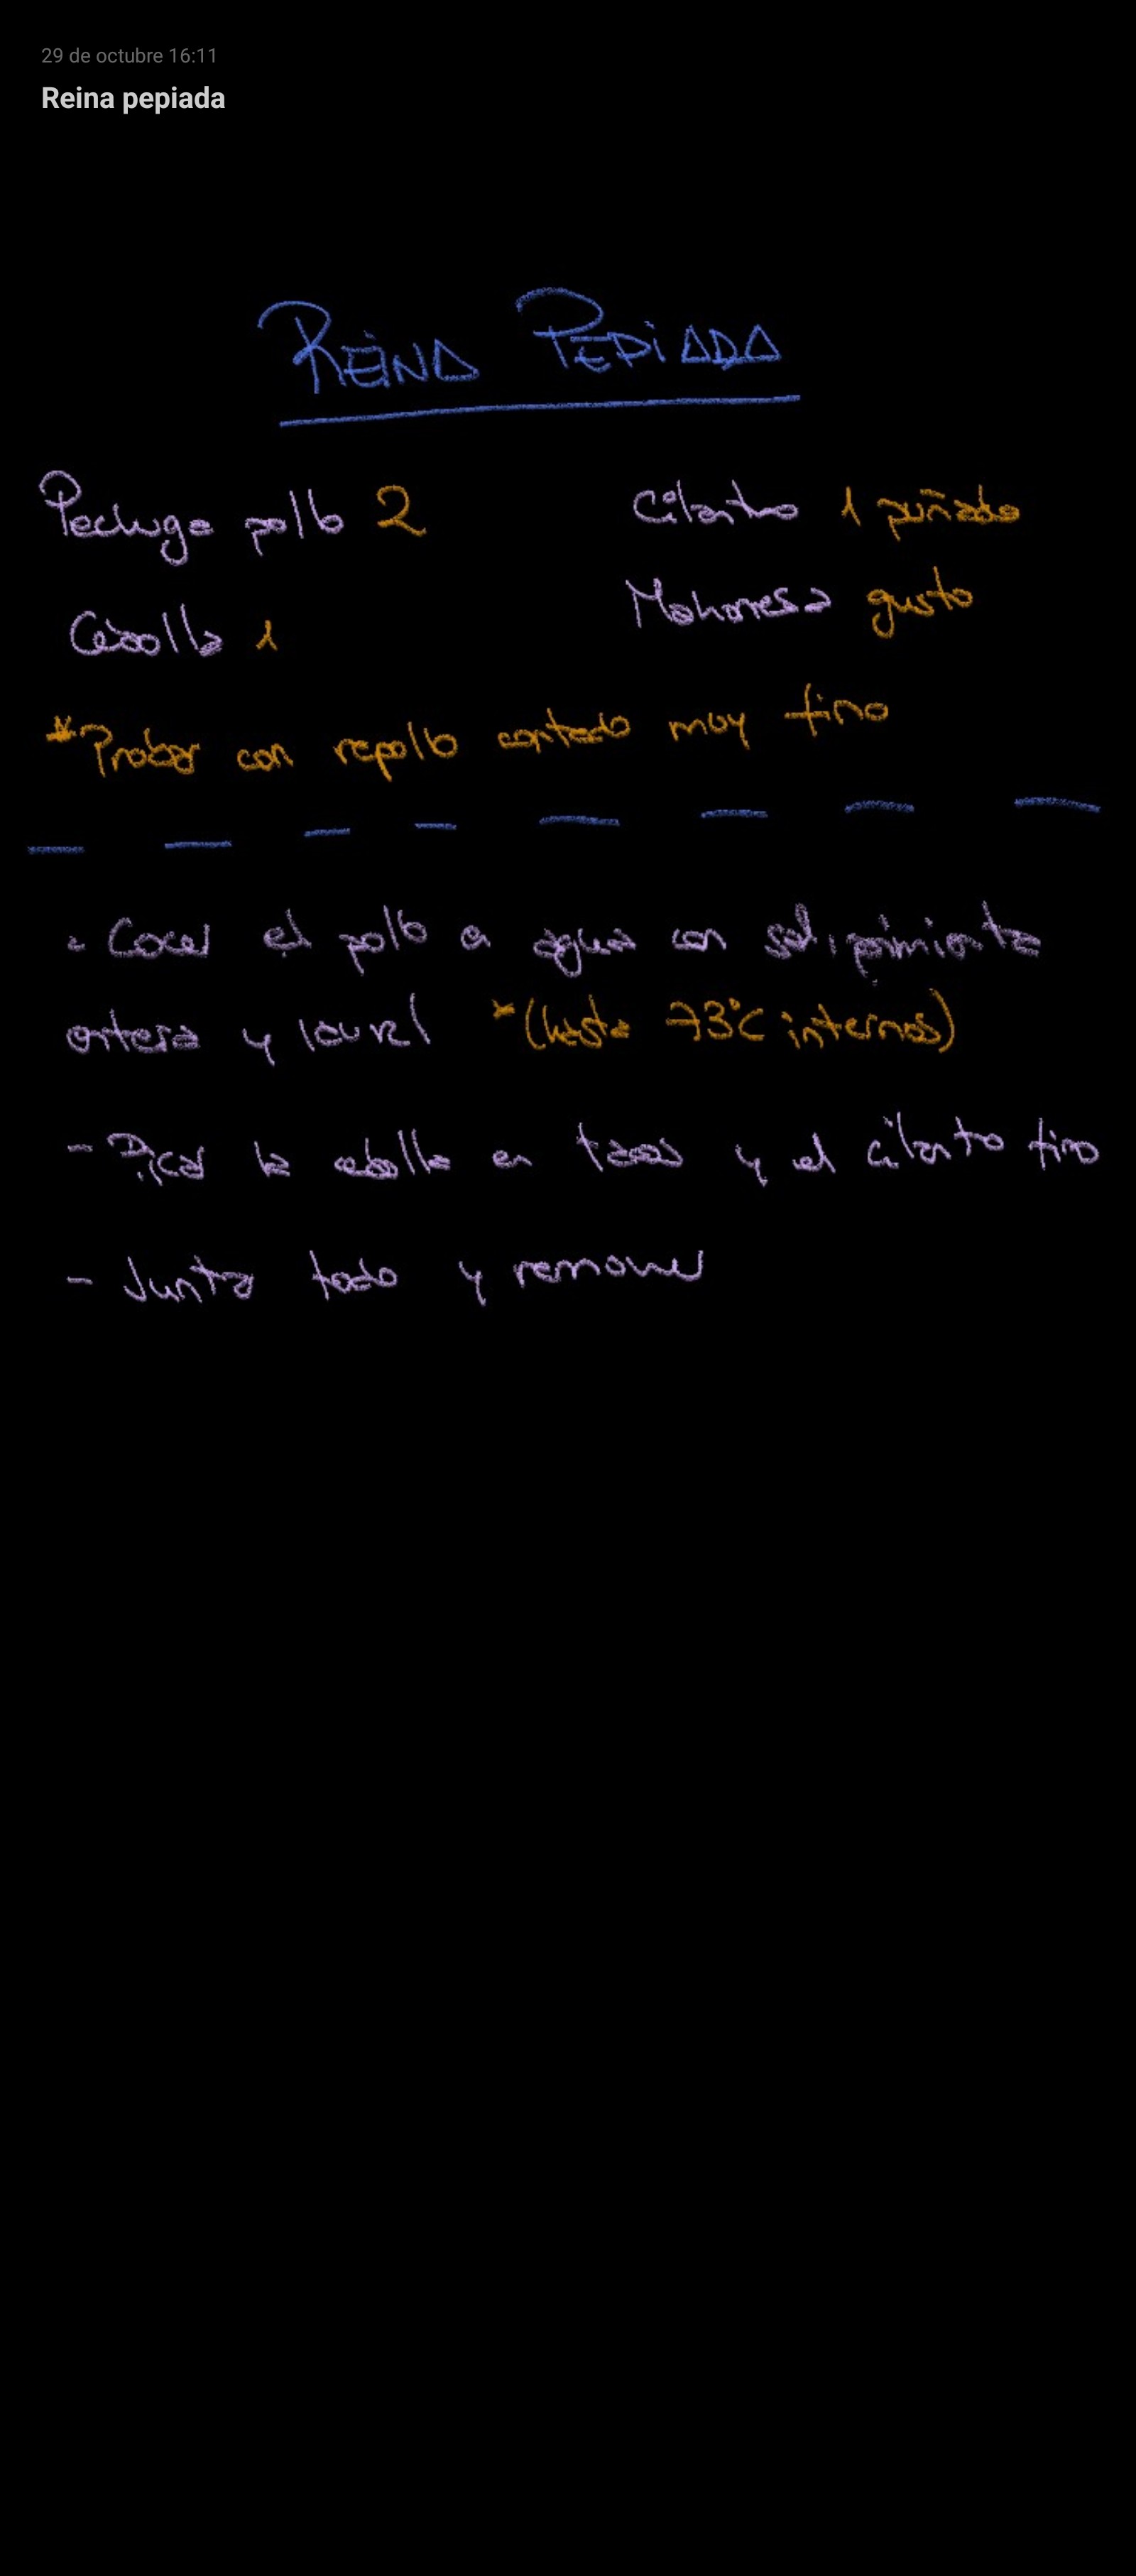 29 de octubre 16:11
Reina pepiada
REINA PEPIADA
Pechuga pollo 2
Cilantro 1 puñado
Cebolla 1
Mahonesa gusto
*Probar con repollo cortado muy fino
- Cocer el pollo en agua con sal, pimienta
entera y laurel *(hasta 73°C internos)
- Picar la cebolla en tacos y el cilantro fino
- Juntar todo y remover